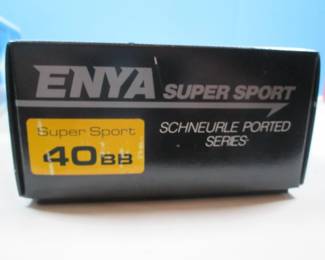 ENYA SUPER SPORT
Super Sport
40BB
SCHNEURLE PORTED
SERIES